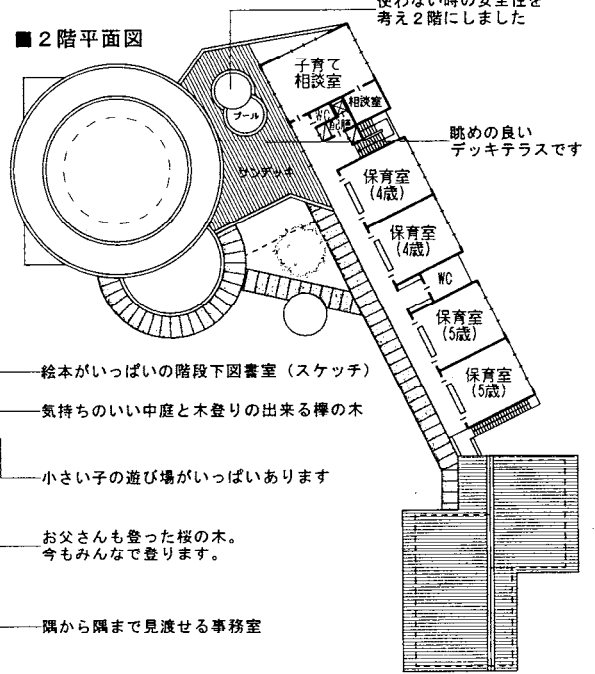 使わない時の安全性を
考え2階にしました
■2階平面図
子育て
相談室
相談室
WC
プール
サンデッキ
眺めの良い
デッキテラスです
保育室
(4歳)
保育室
(4歳)
WC
保育室
(5歳)
保育室
(5歳)
絵本がいっぱいの階段下図書室(スケッチ)
気持ちのいい中庭と木登りの出来る欅の木
小さい子の遊び場がいっぱいあります
お父さんも登った桜の木。
今もみんなで登ります。
隅から隅まで見渡せる事務室